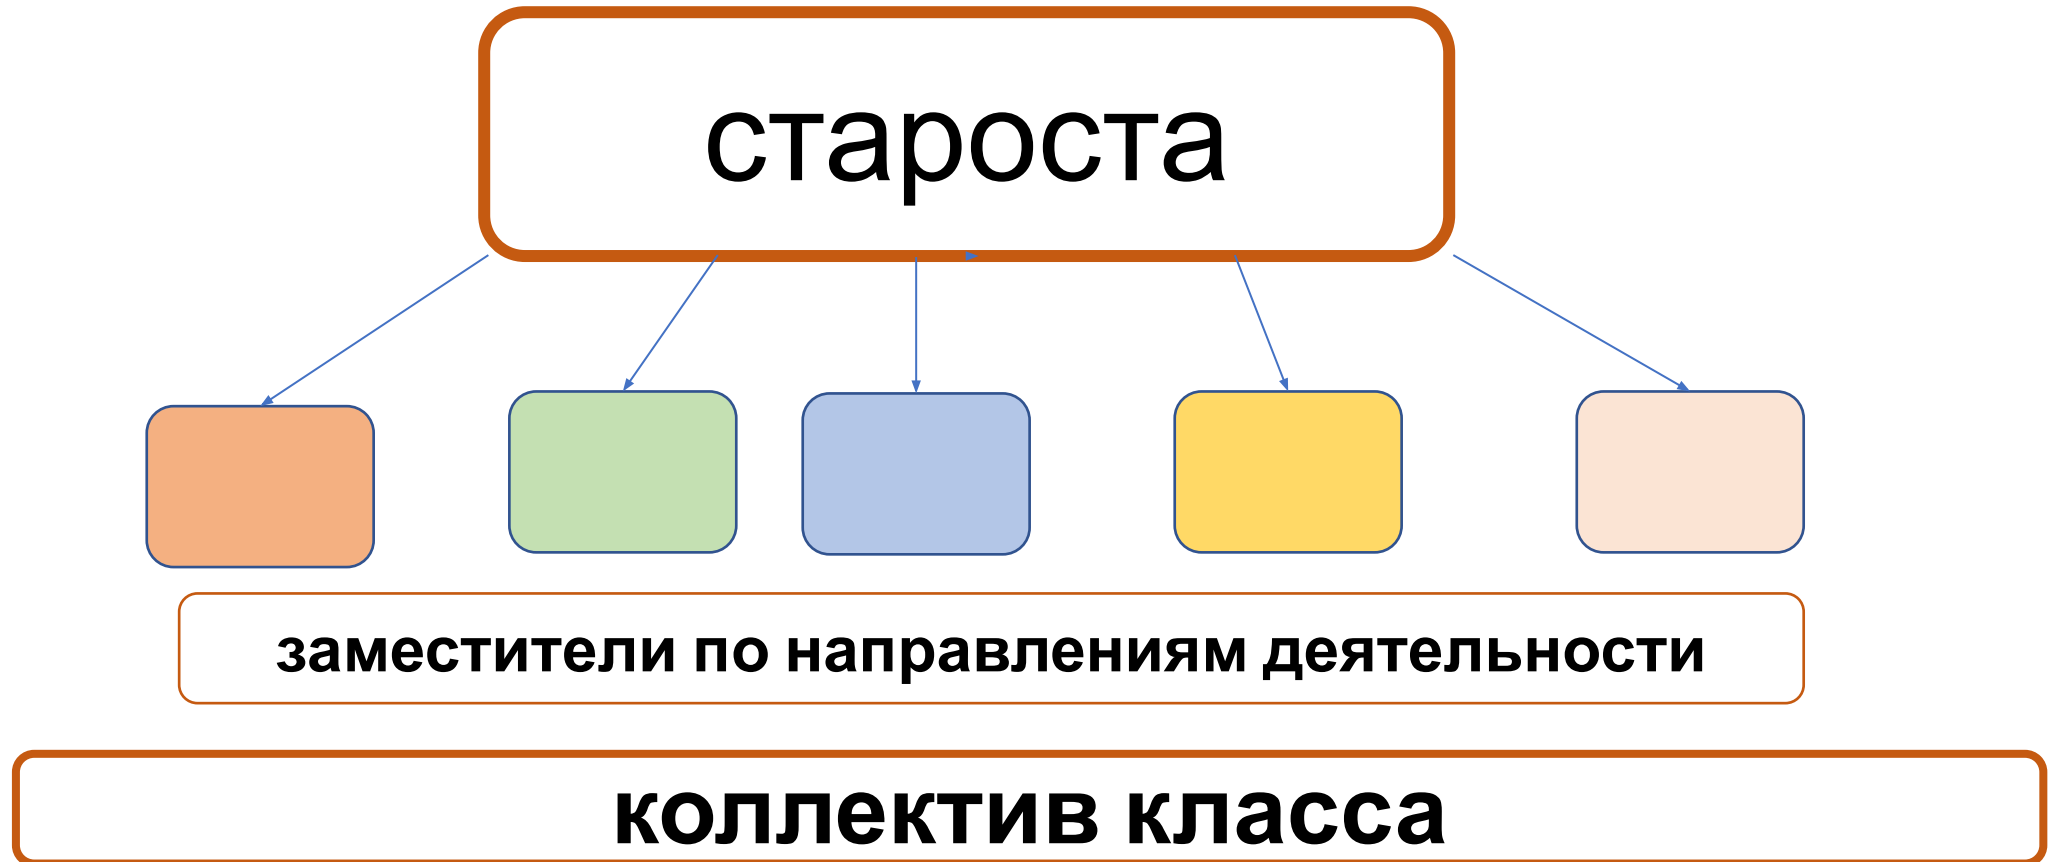 староста
заместители по направлениям деятельности
коллектив класса